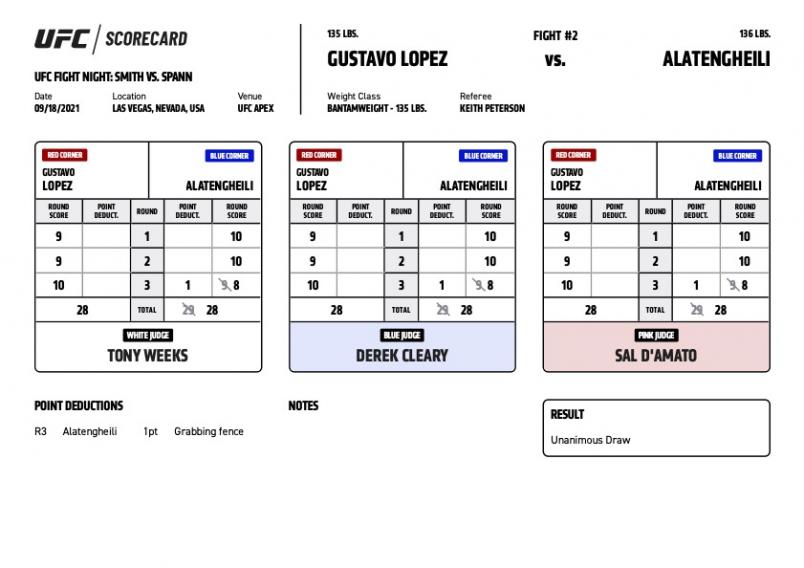 UFC / SCORECARD
UFC FIGHT NIGHT: SMITH VS. SPANN
Date Location Venue
09/18/2021 LAS VEGAS, NEVADA, USA UFC APEX
135 LBS. FIGHT #2 136 LBS.
GUSTAVO LOPEZ VS. ALATENGHEILI
Weight Class Referee
BANTAMWEIGHT - 135 LBS. KEITH PETERSON
RED CORNER BLUE CORNER
GUSTAVO
LOPEZ ALATENGHEILI
ROUND SCORE POINT DEDUCT. ROUND POINT DEDUCT. ROUND SCORE
9 1 10
9 2 10
10 3 1 9 8
28 TOTAL 29 28
WHITE JUDGE
TONY WEEKS
RED CORNER BLUE CORNER
GUSTAVO
LOPEZ ALATENGHEILI
ROUND SCORE POINT DEDUCT. ROUND POINT DEDUCT. ROUND SCORE
9 1 10
9 2 10
10 3 1 9 8
28 TOTAL 29 28
BLUE JUDGE
DEREK CLEARY
RED CORNER BLUE CORNER
GUSTAVO
LOPEZ ALATENGHEILI
ROUND SCORE POINT DEDUCT. ROUND POINT DEDUCT. ROUND SCORE
9 1 10
9 2 10
10 3 1 9 8
28 TOTAL 29 28
PINK JUDGE
SAL D'AMATO
POINT DEDUCTIONS
R3 Alatengheili 1pt Grabbing fence
NOTES
RESULT
Unanimous Draw